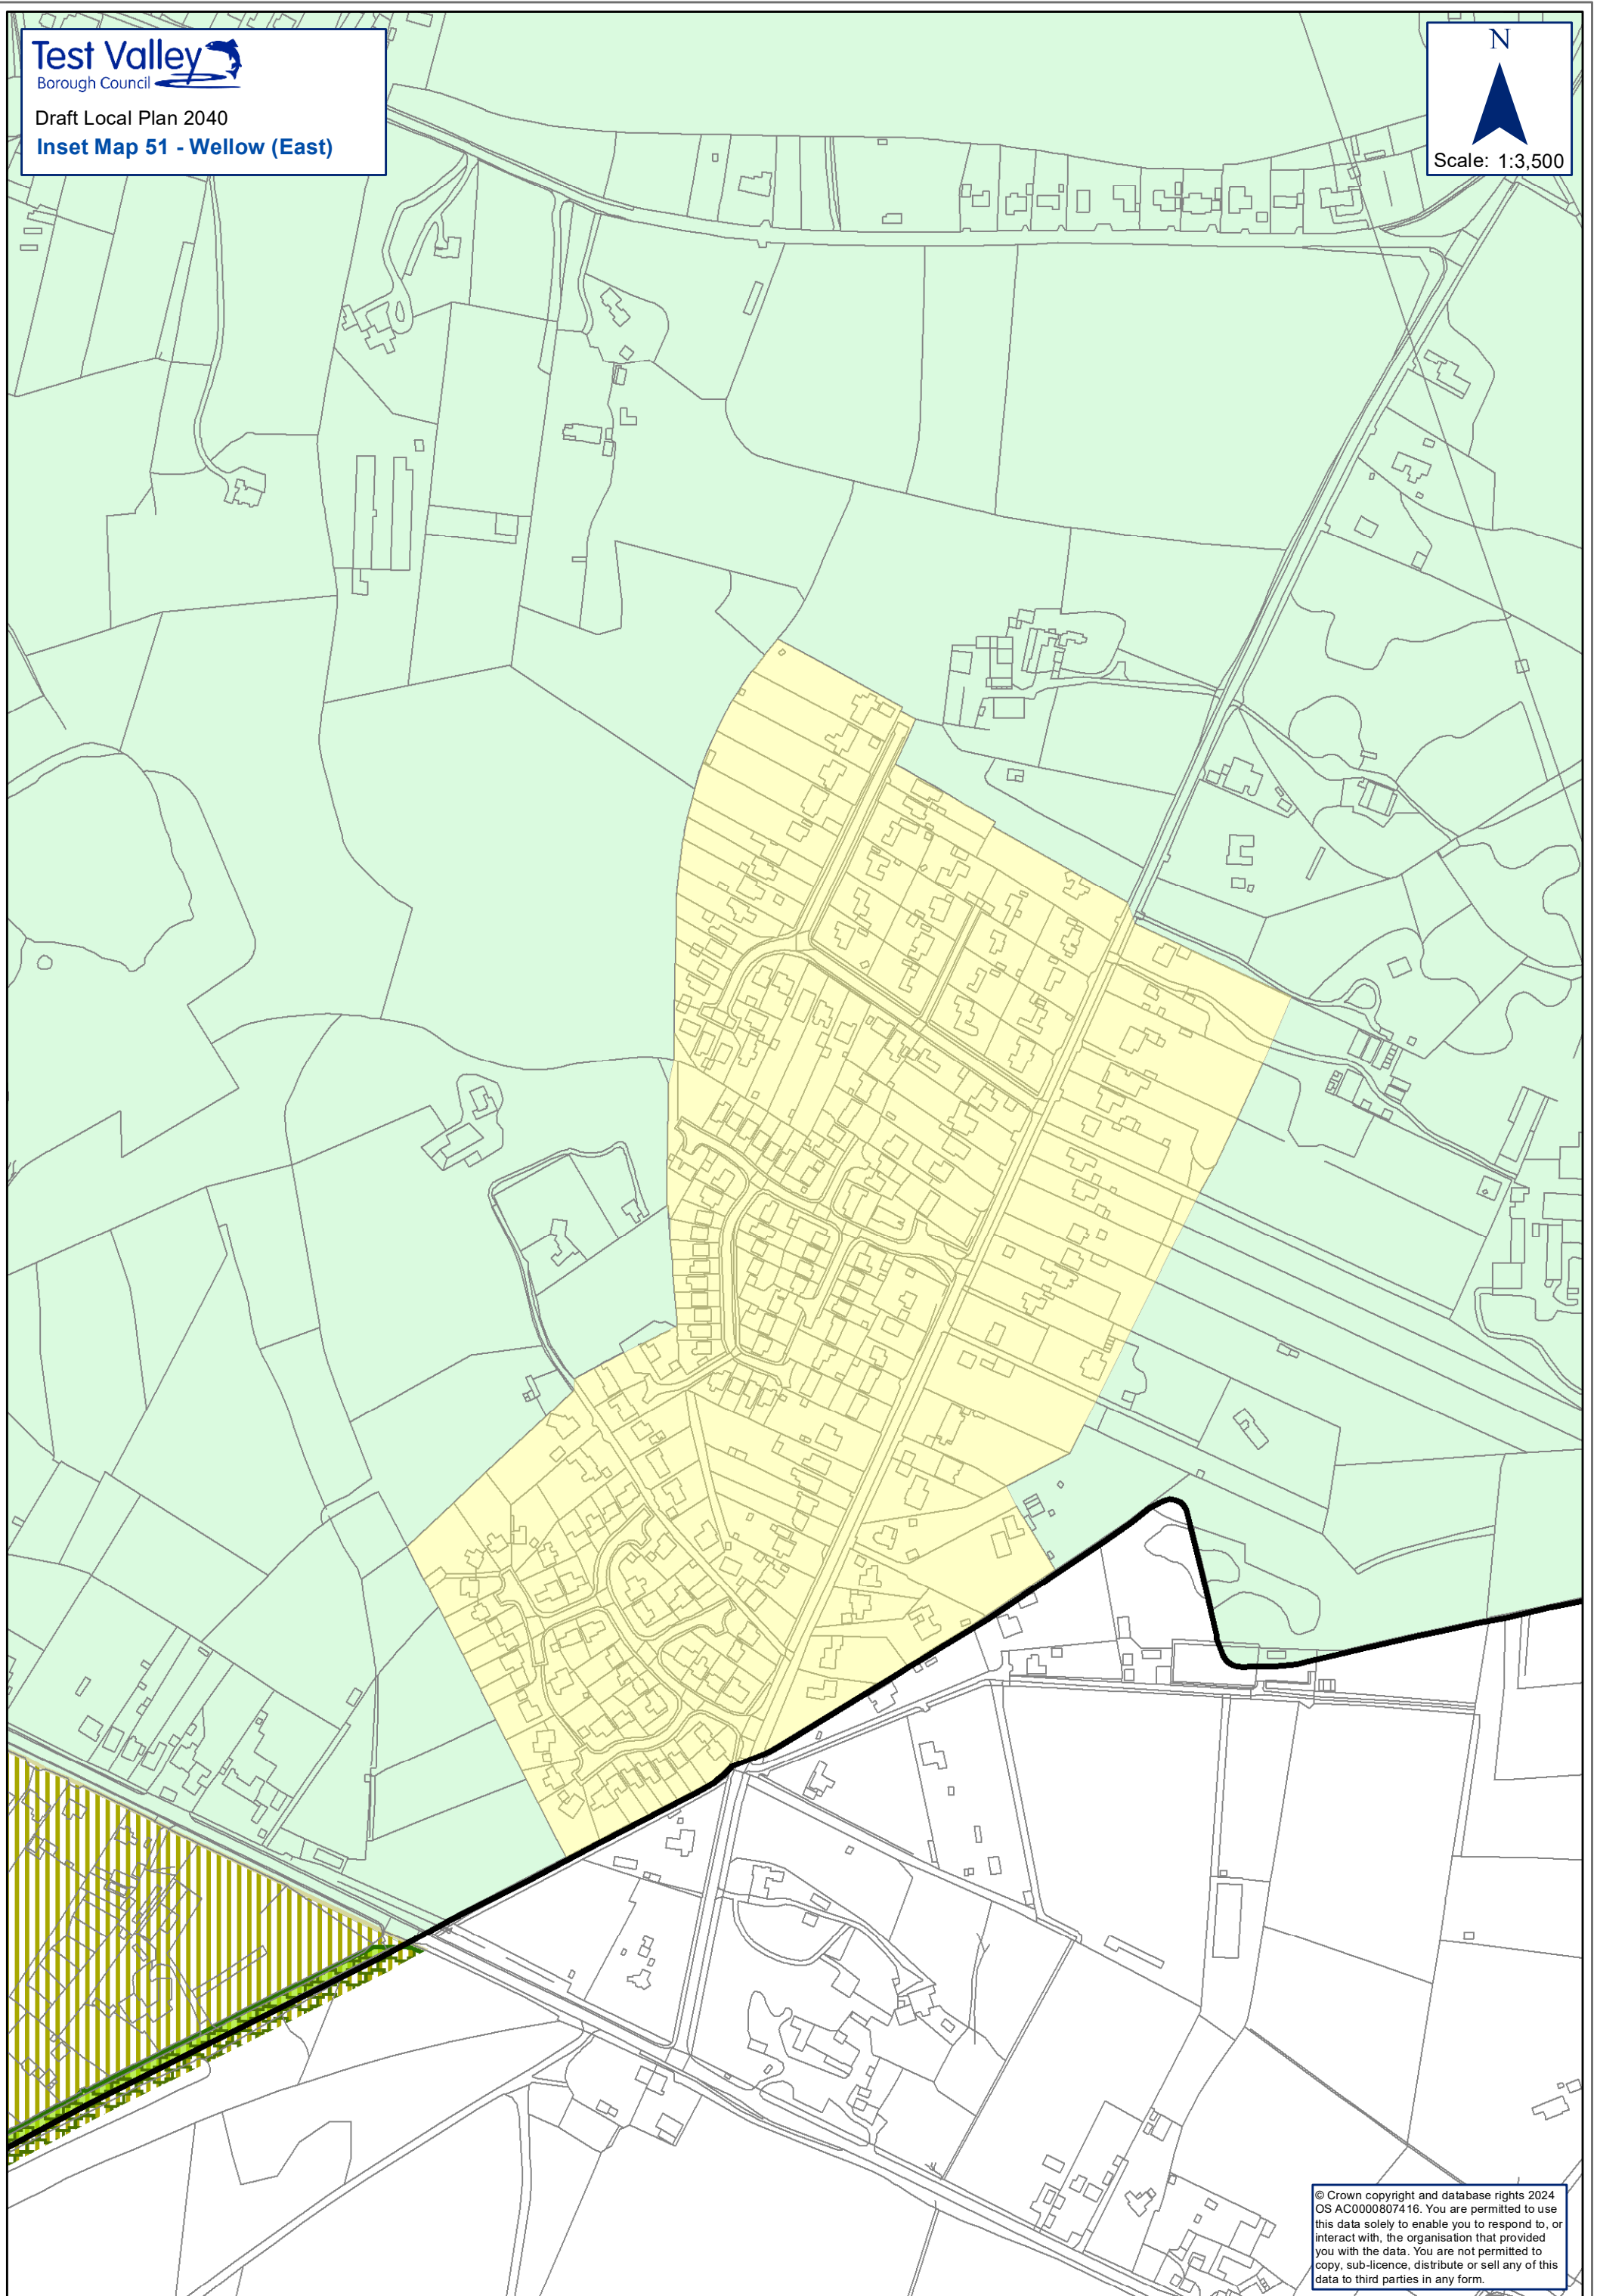 Test Valley
Borough Council
Draft Local Plan 2040
Inset Map 51 - Wellow (East)
N
Scale: 1:3,500
© Crown copyright and database rights 2024
OS AC0000807416. You are permitted to use
this data solely to enable you to respond to, or
interact with, the organisation that provided
you with the data. You are not permitted to
copy, sub-licence, distribute or sell any of this
data to third parties in any form.